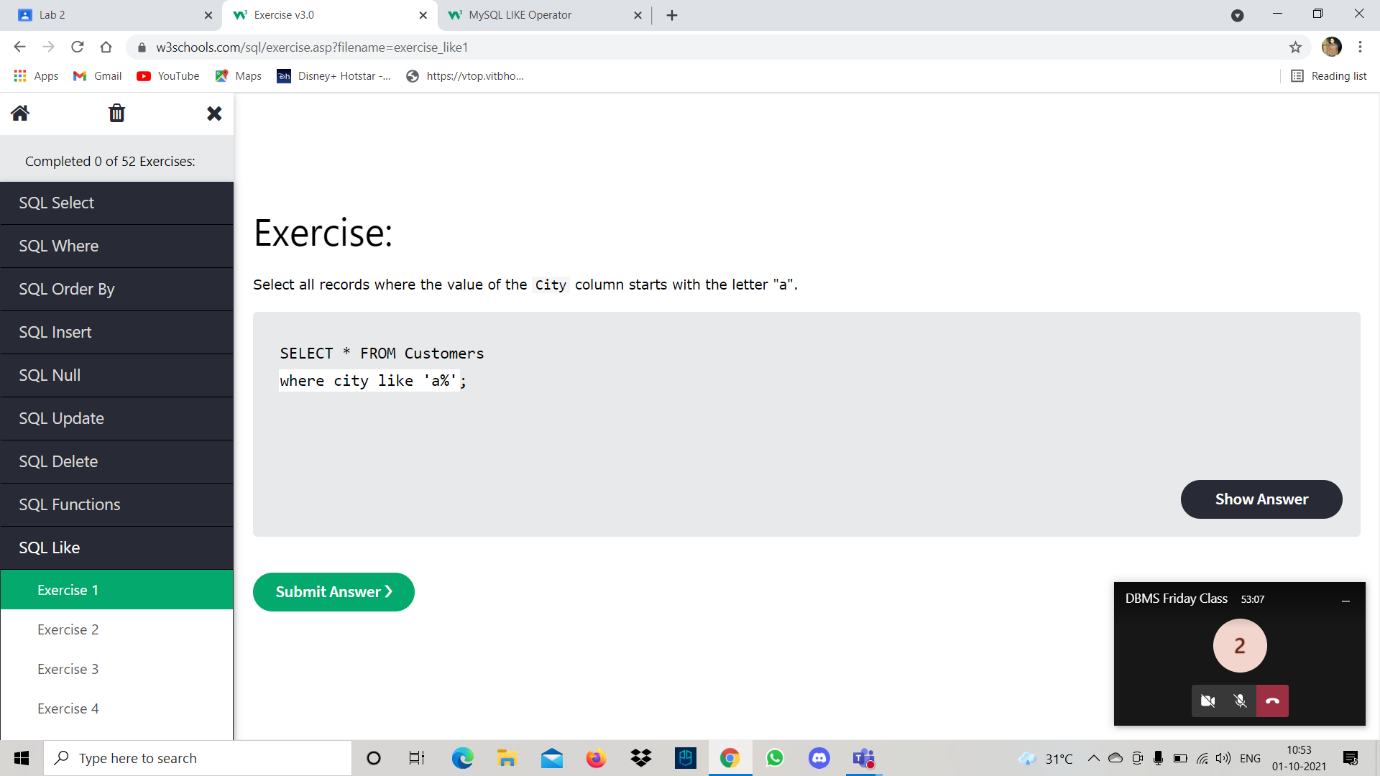 Lab 2
Exercise v3.0
MySQL LIKE Operator
w3schools.com/sql/exercise.asp?filename=exercise_like1
Apps
Gmail
YouTube
Maps
Disney+ Hotstar -...
https://vtop.vitbho...
Reading list
Completed 0 of 52 Exercises:
SQL Select
SQL Where
SQL Order By
SQL Insert
SQL Null
SQL Update
SQL Delete
SQL Functions
SQL Like
Exercise 1
Exercise 2
Exercise 3
Exercise 4
Exercise:
Select all records where the value of the City column starts with the letter "a".
SELECT * FROM Customers
where city like 'a%';
Show Answer
Submit Answer ❯
DBMS Friday Class 53:07
2
Type here to search
31°C
ENG
10:53
01-10-2021